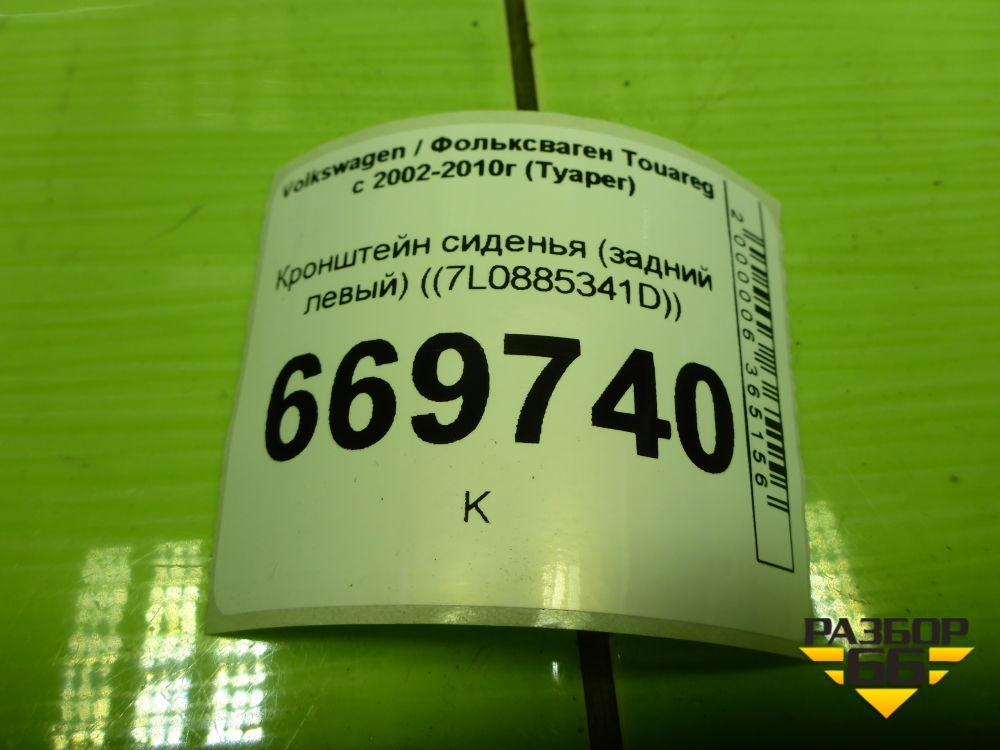 Volkswagen / Фольксваген Touareg
с 2002-2010г (Туарег)
Кронштейн сиденья (задний
левый) ((7L0885341D))
669740
К
2000006365156
РАЗБОР
66